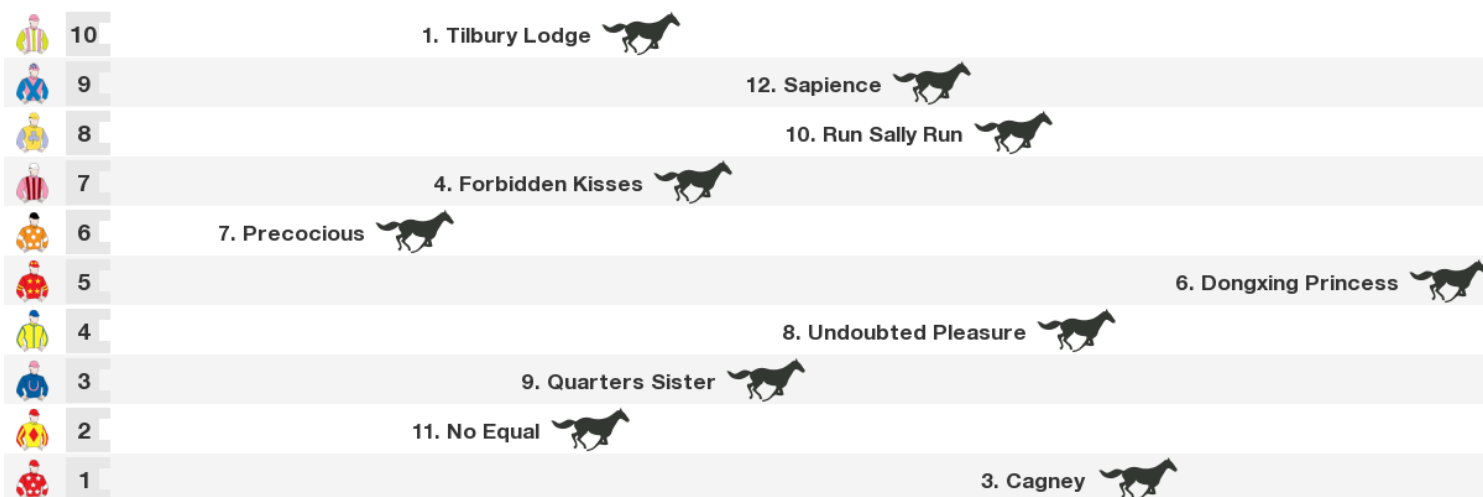 10 1. Tilbury Lodge
9 12. Sapience
8 10. Run Sally Run
7 4. Forbidden Kisses
6 7. Precocious
5 6. Dongxing Princess
4 8. Undoubted Pleasure
3 9. Quarters Sister
2 11. No Equal
1 3. Cagney